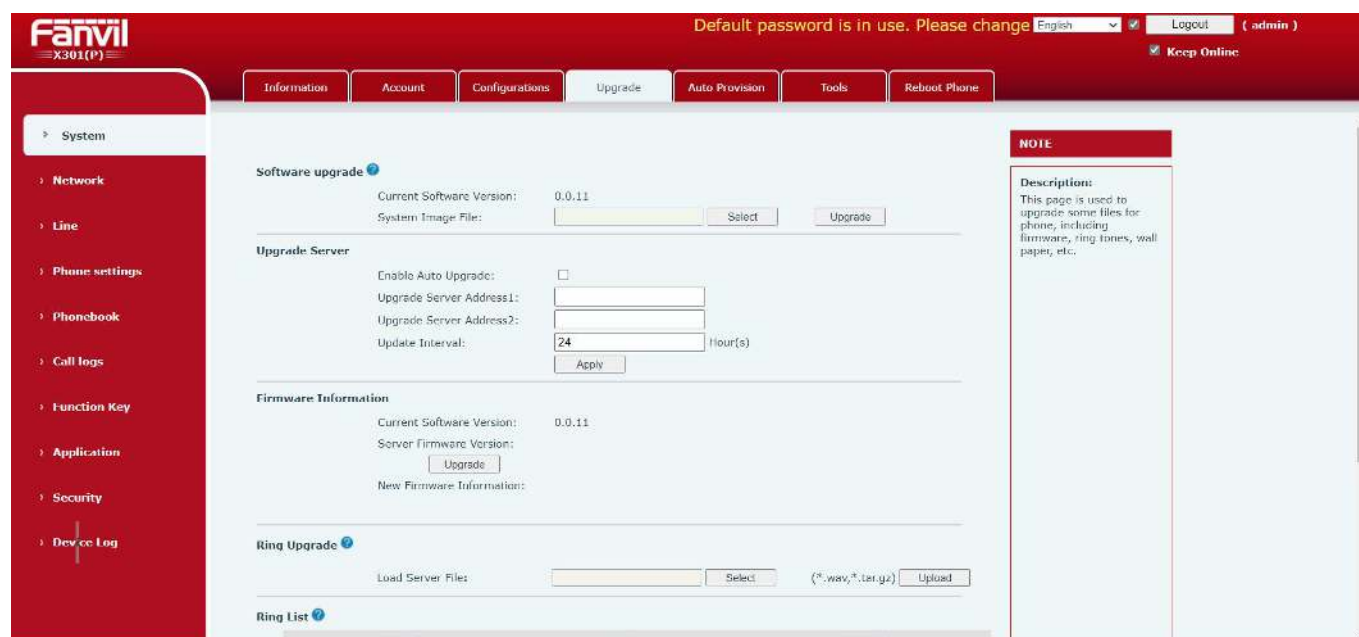 Fanvil
X301(P)
Default password is in use. Please change
English
Logout
( admin )
Keep Online
Information
Account
Configurations
Upgrade
Auto Provision
Tools
Reboot Phone
System
Network
Line
Phone settings
Phonebook
Call logs
Function Key
Application
Security
Device Log
Software upgrade
Current Software Version: 0.0.11
System Image File: Select Upgrade
Upgrade Server
Enable Auto Upgrade:
Upgrade Server Address1:
Upgrade Server Address2:
Update Interval: 24 Hour(s)
Apply
Firmware Information
Current Software Version: 0.0.11
Server Firmware Version:
Upgrade
New Firmware Information:
Ring Upgrade
Load Server File: Select (*.wav,*.tar.gz) Upload
Ring List
NOTE
Description:
This page is used to
upgrade some files for
phone, including
firmware, ring tones, wall
paper, etc.